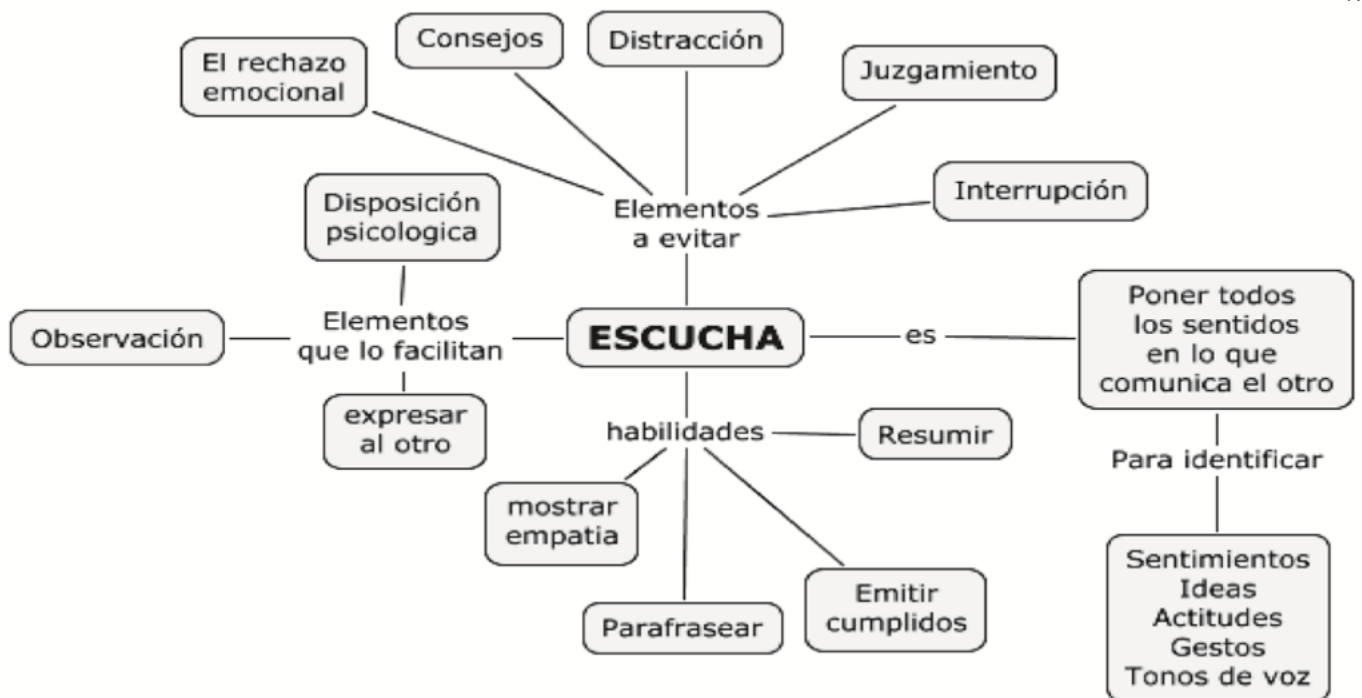 El rechazo
emocional
Consejos
Distracción
Juzgamiento
Interrupción
Elementos
a evitar
Disposición
psicologica
Observación
Elementos
que lo facilitan
expresar
al otro
ESCUCHA
es
Poner todos
los sentidos
en lo que
comunica el otro
Para identificar
Sentimientos
Ideas
Actitudes
Gestos
Tonos de voz
habilidades
Resumir
mostrar
empatia
Parafrasear
Emitir
cumplidos